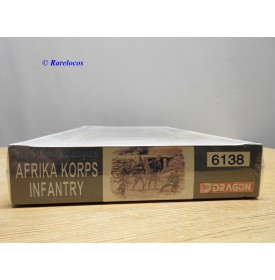 © Rarelocos
AFRIKA KORPS
INFANTRY
6138
DRAGON